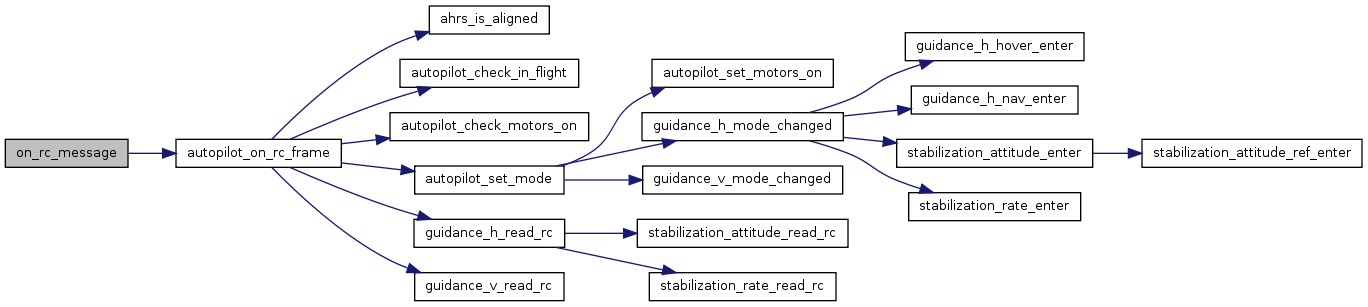 on_rc_message
autopilot_on_rc_frame
ahrs_is_aligned
autopilot_check_in_flight
autopilot_check_motors_on
autopilot_set_mode
guidance_h_read_rc
guidance_v_read_rc
autopilot_set_motors_on
guidance_h_mode_changed
guidance_v_mode_changed
stabilization_attitude_read_rc
stabilization_rate_read_rc
guidance_h_hover_enter
guidance_h_nav_enter
stabilization_attitude_enter
stabilization_rate_enter
stabilization_attitude_ref_enter